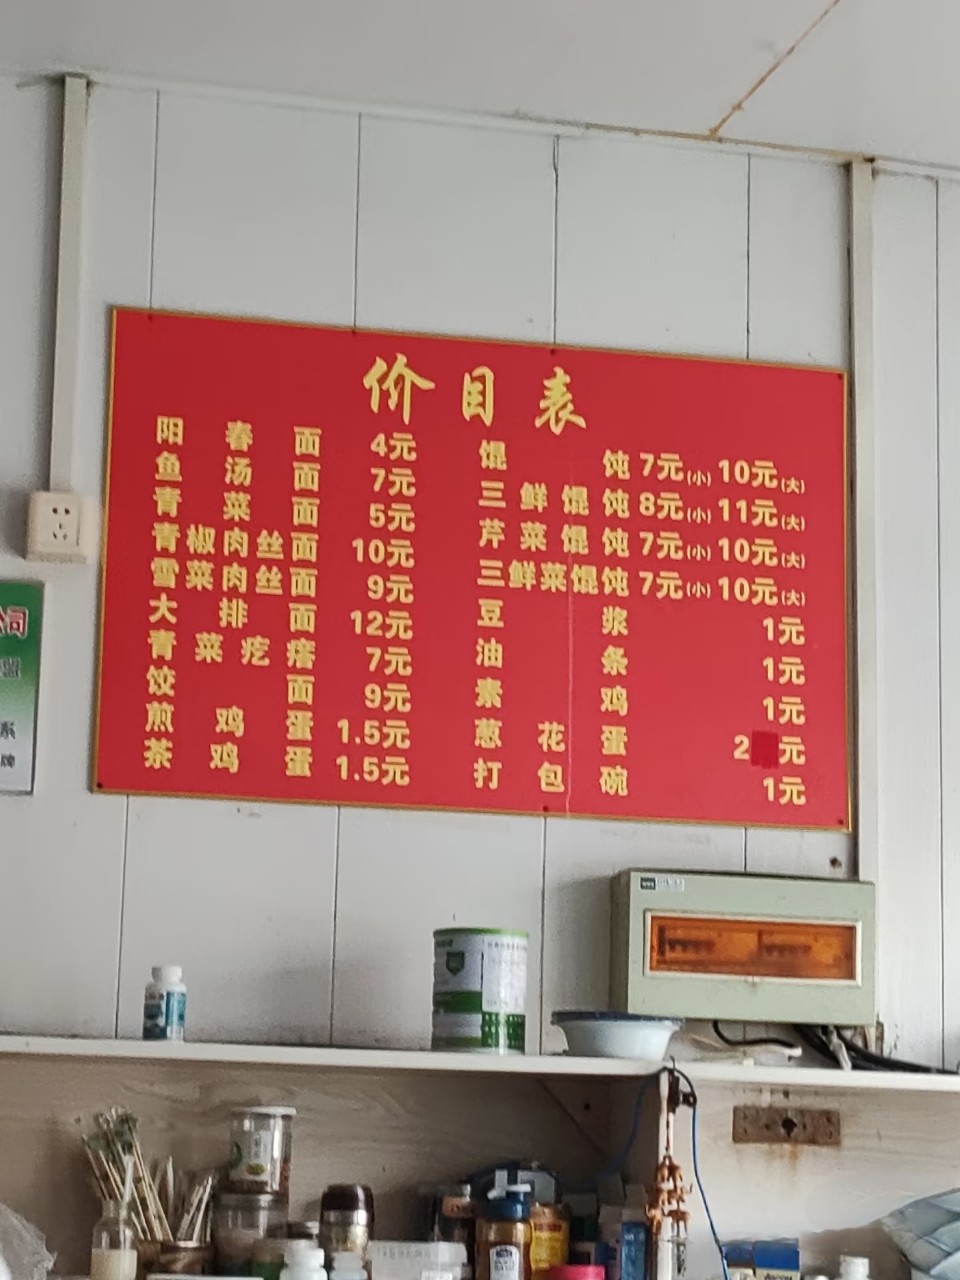 价目表
阳春面 4元
鱼汤面 7元
青菜面 5元
青椒肉丝面 10元
雪菜肉丝面 9元
大排面 12元
青菜疙瘩 7元
饺面 9元
煎鸡蛋 1.5元
茶鸡蛋 1.5元
馄饨 7元(小) 10元(大)
三鲜馄饨 8元(小) 11元(大)
芹菜馄饨 7元(小) 10元(大)
三鲜菜馄饨 7元(小) 10元(大)
豆浆 1元
油条 1元
素鸡 1元
葱花蛋 2元
打包碗 1元
公司